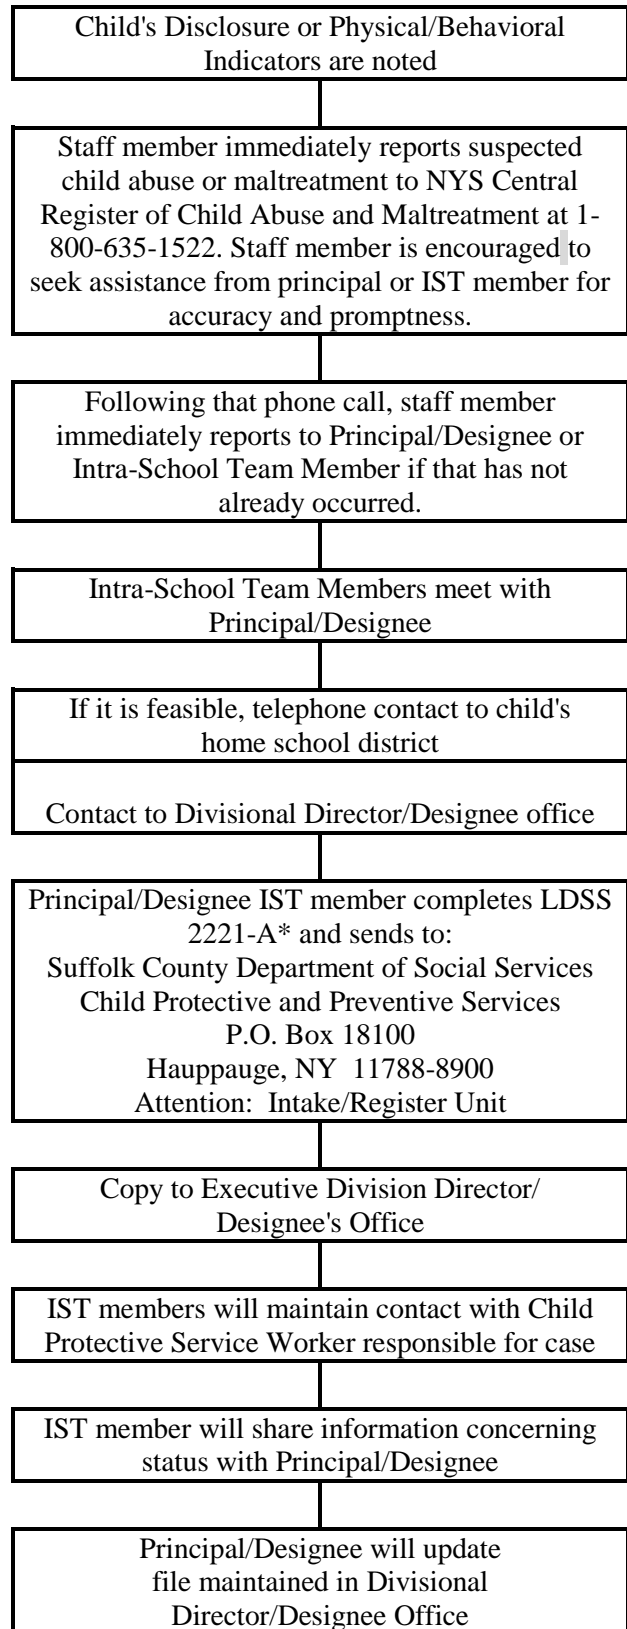 Child's Disclosure or Physical/Behavioral
Indicators are noted
Staff member immediately reports suspected
child abuse or maltreatment to NYS Central
Register of Child Abuse and Maltreatment at 1-
800-635-1522. Staff member is encouraged to
seek assistance from principal or IST member for
accuracy and promptness.
Following that phone call, staff member
immediately reports to Principal/Designee or
Intra-School Team Member if that has not
already occurred.
Intra-School Team Members meet with
Principal/Designee
If it is feasible, telephone contact to child's
home school district
Contact to Divisional Director/Designee office
Principal/Designee IST member completes LDSS
2221-A* and sends to:
Suffolk County Department of Social Services
Child Protective and Preventive Services
P.O. Box 18100
Hauppauge, NY  11788-8900
Attention:  Intake/Register Unit
Copy to Executive Division Director/
Designee's Office
IST members will maintain contact with Child
Protective Service Worker responsible for case
IST member will share information concerning
status with Principal/Designee
Principal/Designee will update
file maintained in Divisional
Director/Designee Office